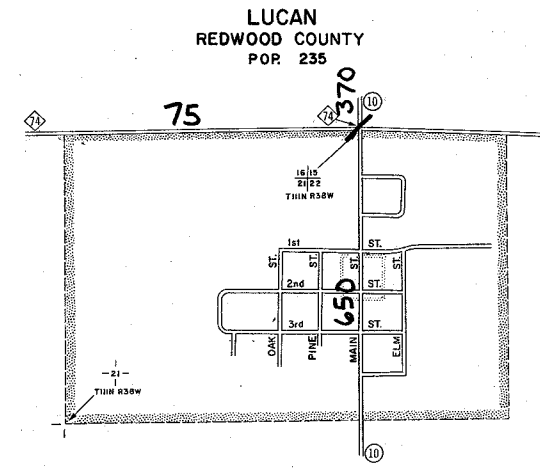 LUCAN
REDWOOD COUNTY
POP. 235
74
75
74
370
10
16 15
21 22
T111N R38W
1st ST.
ST. ST. ST. ST.
2nd ST.
650
3rd ST.
OAK PINE MAIN ELM
-21-
T111N R38W
10